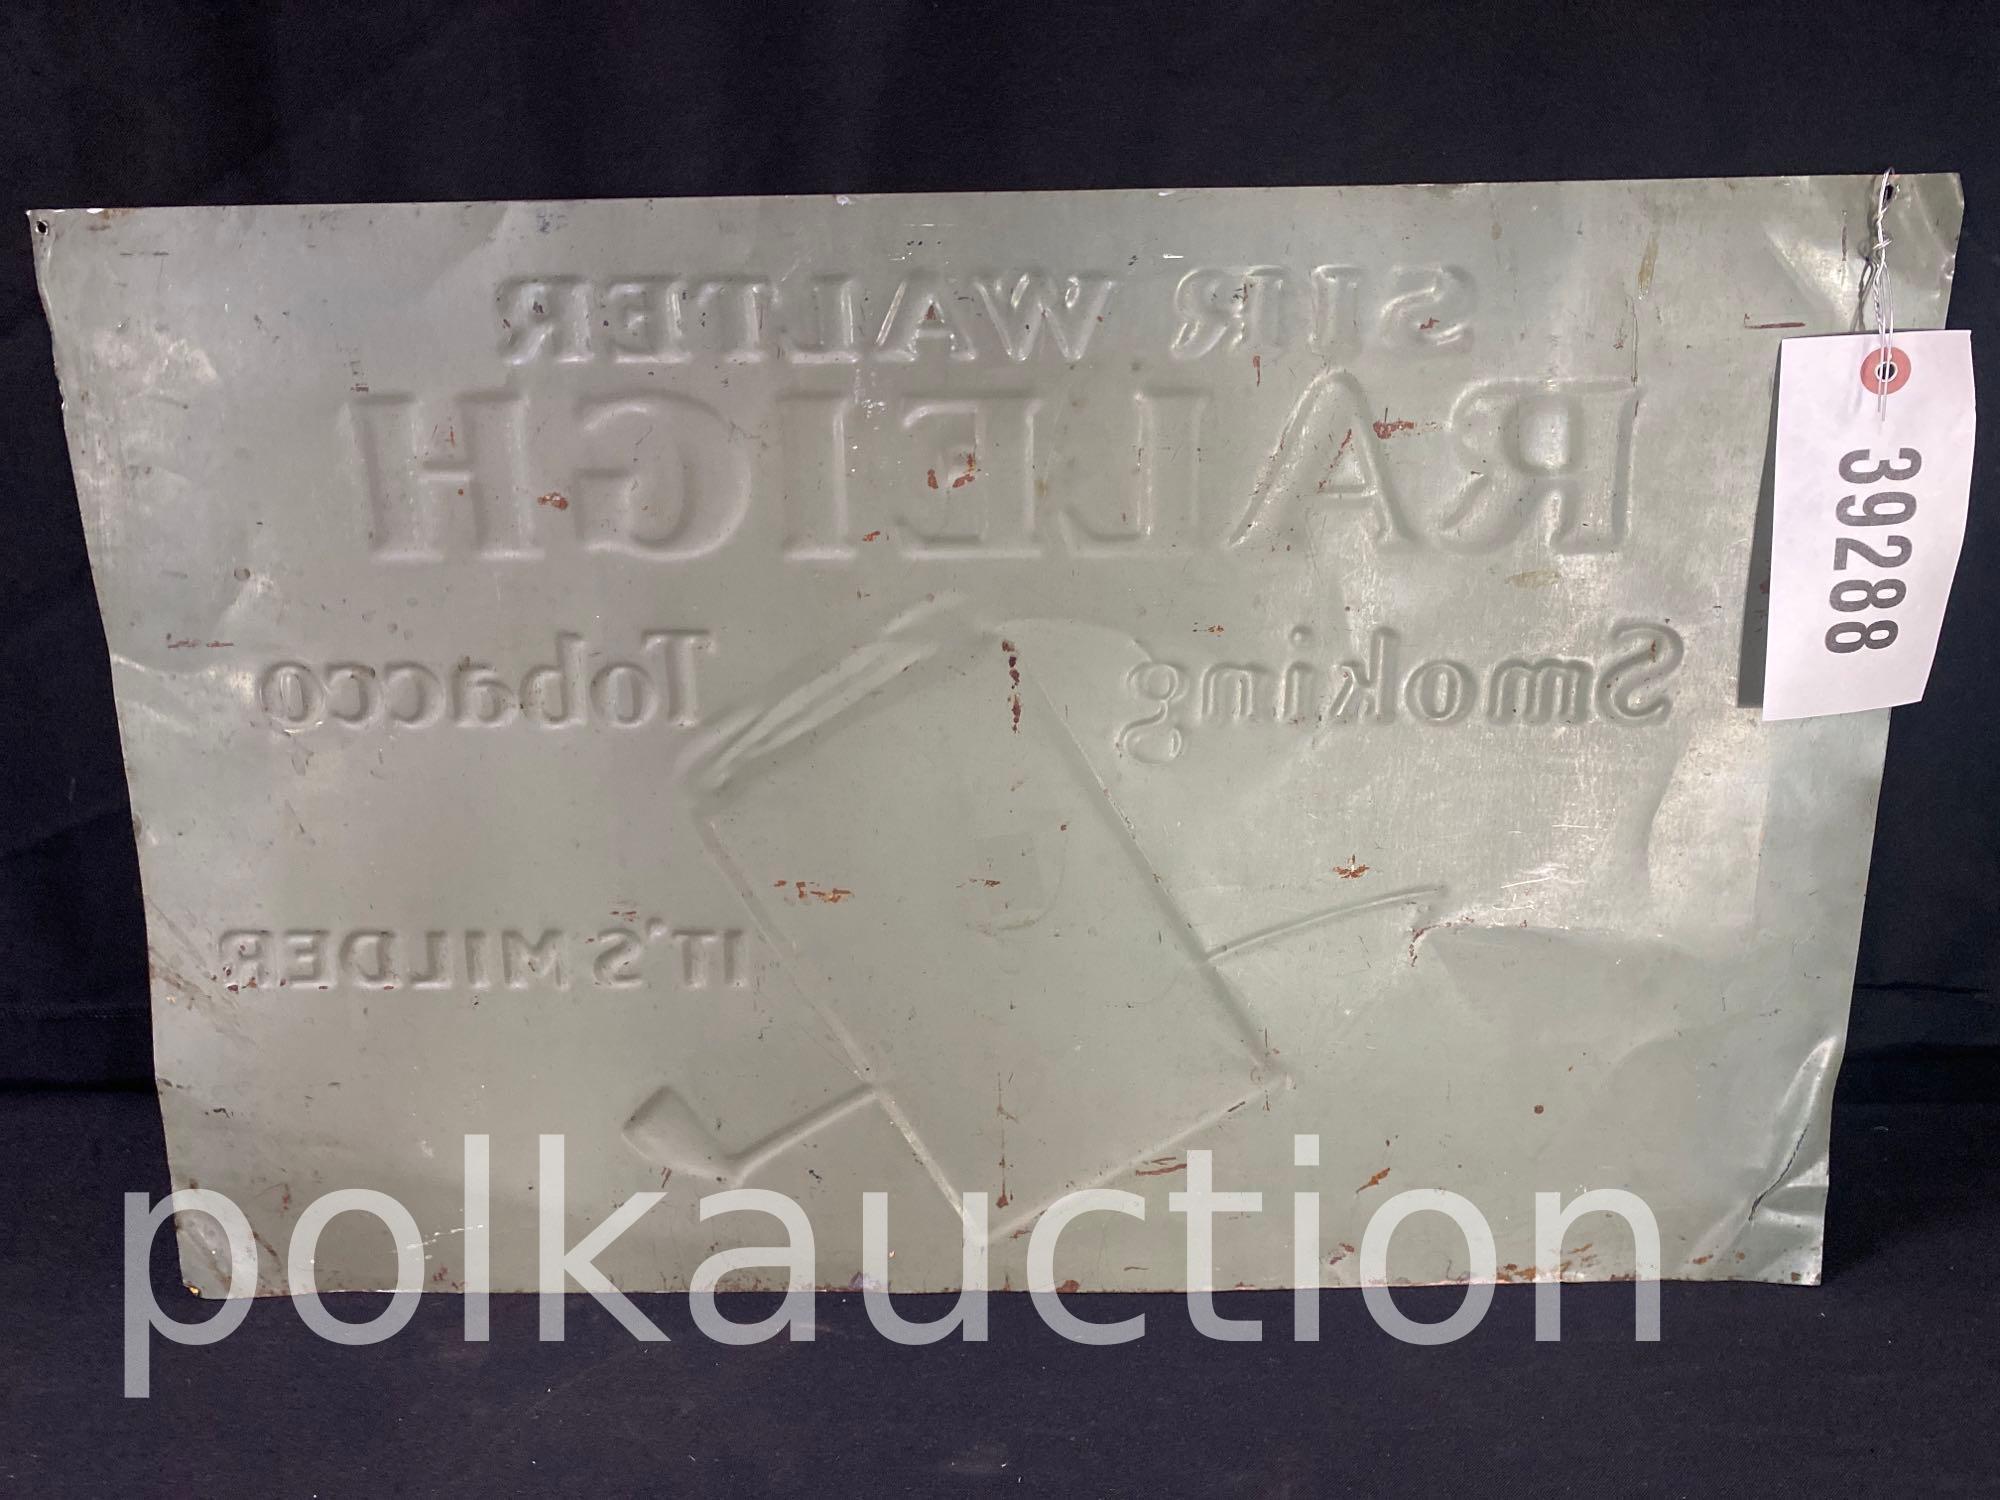 SIR WALTER
RALEIGH
Smoking Tobacco
IT'S MILDER
39288
polkauction